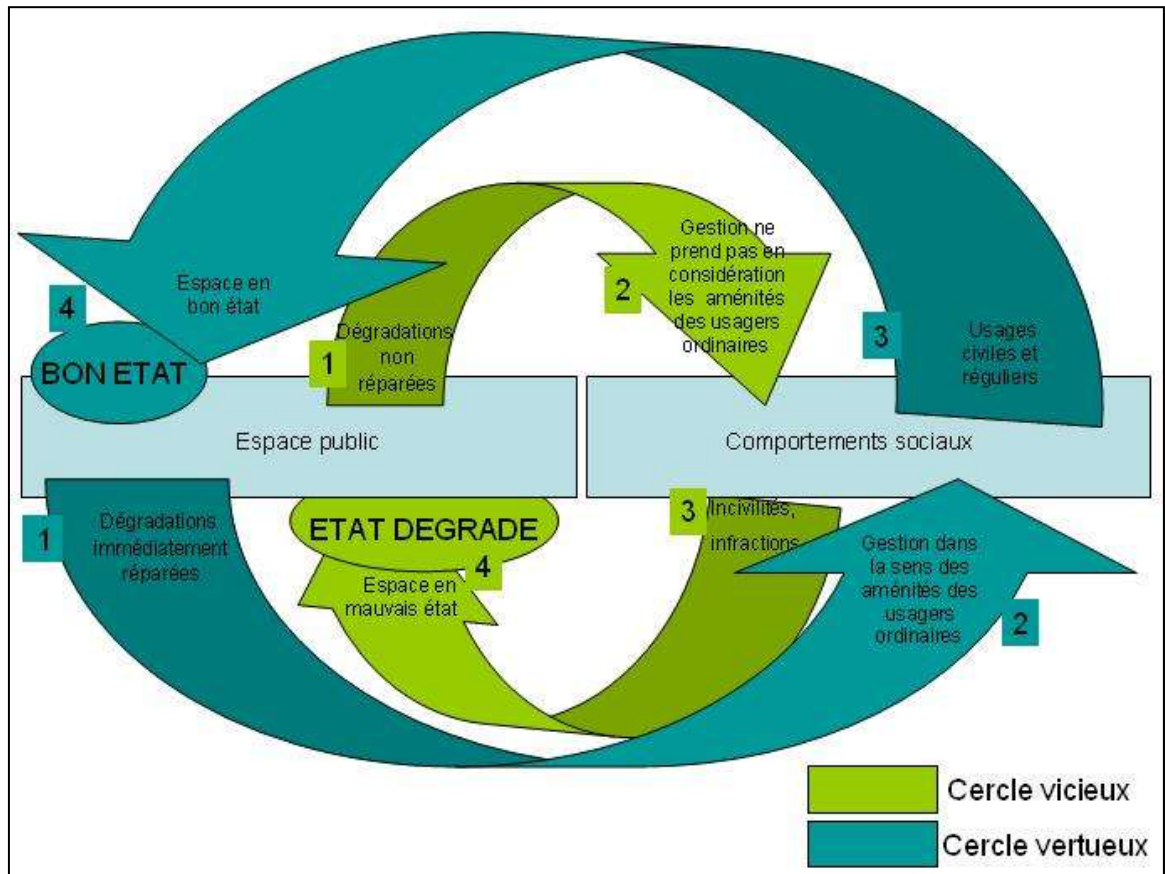 Espace en
bon état
4
BON ETAT
1
Dégradations
non
réparées
2
Gestion ne
prend pas en
considération
les aménités
des usagers
ordinaires
3
Usages
civiles et
réguliers
Espace public
Comportements sociaux
1
Dégradations
immédiatement
réparées
ETAT DEGRADE
4
Espace en
mauvais état
3
Incivilités,
infractions
Gestion dans
la sens des
aménités des
usagers
ordinaires
2
Cercle vicieux
Cercle vertueux